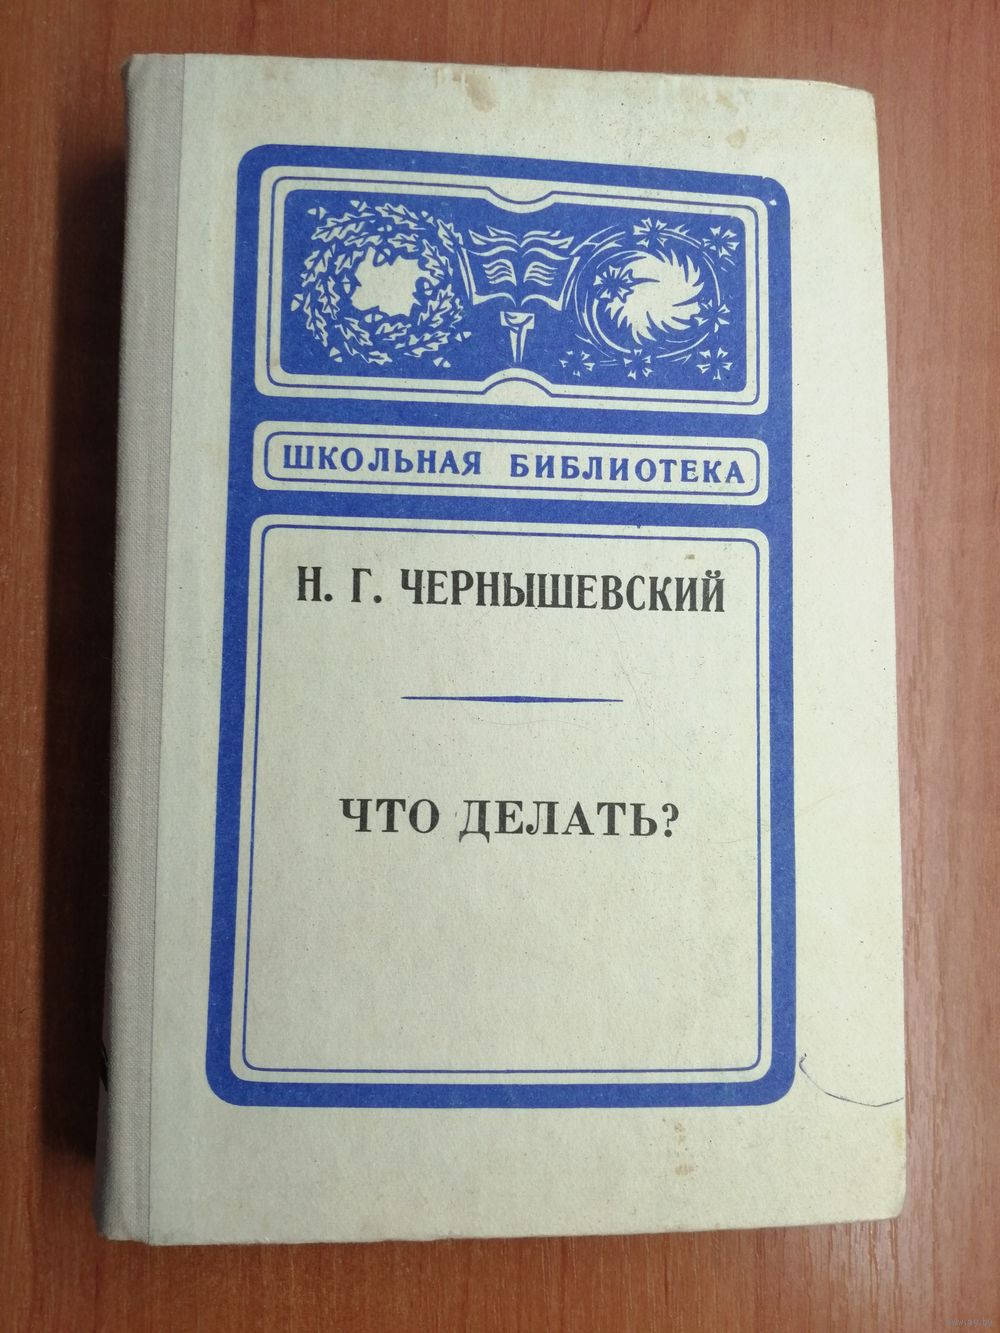 ШКОЛЬНАЯ БИБЛИОТЕКА
Н. Г. ЧЕРНЫШЕВСКИЙ
ЧТО ДЕЛАТЬ?